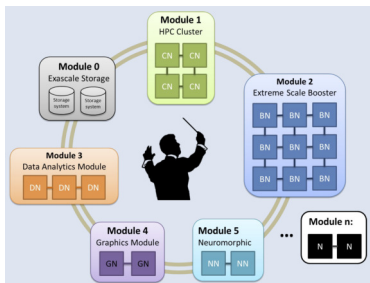 Module 1
HPC Cluster
CN CN
CN CN
Module 0
Exascale Storage
Storage system Storage system
Module 2
Extreme Scale Booster
BN BN BN
BN BN BN
BN BN BN
Module 3
Data Analytics Module
DN DN DN
Module 4
Graphics Module
GN GN
Module 5
Neuromorphic
NN NN
...
Module n:
N N